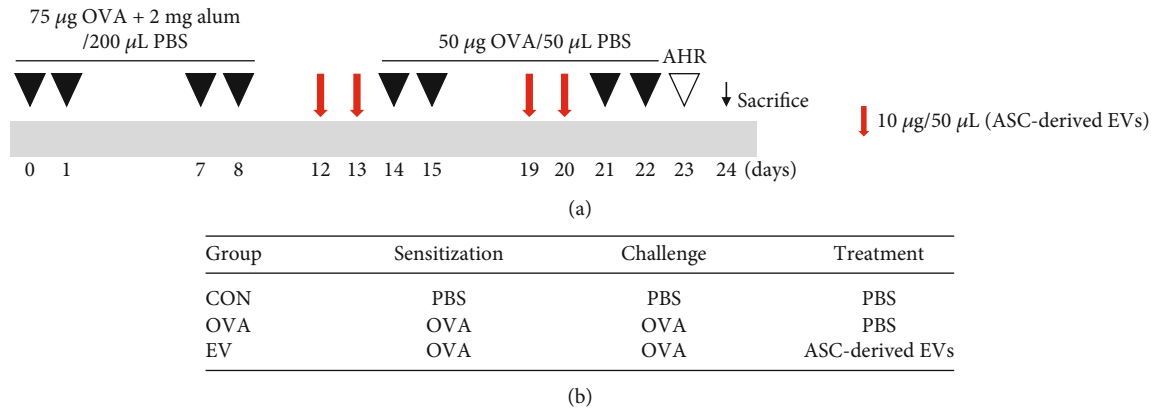 75 μg OVA + 2 mg alum
/200 μL PBS
50 μg OVA/50 μL PBS
AHR
Sacrifice
10 μg/50 μL (ASC-derived EVs)
0 1 7 8 12 13 14 15 19 20 21 22 23 24 (days)
(a)
Group Sensitization Challenge Treatment
CON PBS PBS PBS
OVA OVA OVA PBS
EV OVA OVA ASC-derived EVs
(b)